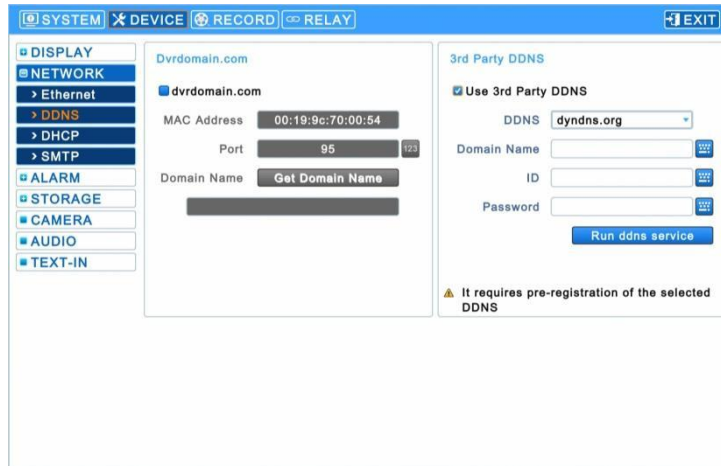 SYSTEM DEVICE RECORD RELAY EXIT
DISPLAY
NETWORK
> Ethernet
> DDNS
> DHCP
> SMTP
ALARM
STORAGE
CAMERA
AUDIO
TEXT-IN
Dvrdomain.com
dvrdomain.com
MAC Address 00:19:9c:70:00:54
Port 95 123
Domain Name Get Domain Name
3rd Party DDNS
Use 3rd Party DDNS
DDNS dyndns.org
Domain Name
ID
Password
Run ddns service
It requires pre-registration of the selected
DDNS